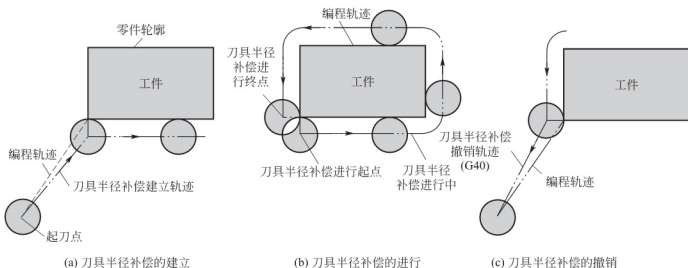 零件轮廓
工件
编程轨迹
刀具半径补偿建立轨迹
起刀点
(a) 刀具半径补偿的建立
编程轨迹
刀具半径
补偿进
行终点
工件
刀具半径补偿进行起点
刀具半径
补偿进行中
(b) 刀具半径补偿的进行
工件
刀具半径补偿
撤销轨迹
(G40)
编程轨迹
(c) 刀具半径补偿的撤销